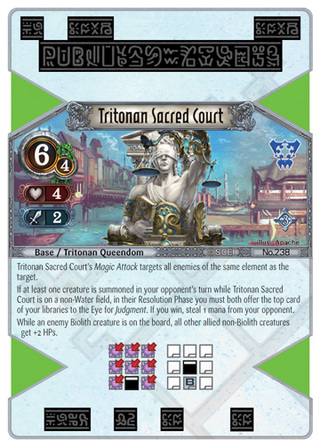 Tritonan Sacred Court
6
4
4
2
illus. Apache
Base / Tritonan Queendom
SCE
No.238
Tritonan Sacred Court's Magic Attack targets all enemies of the same element as the
target.
If at least one creature is summoned in your opponent's turn while Tritonan Sacred
Court is on a non-Water field, in their Resolution Phase you must both offer the top card
of your libraries to the Eye for Judgment. If you win, steal 1 mana from your opponent.
While an enemy Biolith creature is on the board, all other allied non-Biolith creatures
get +2 HPs.
B